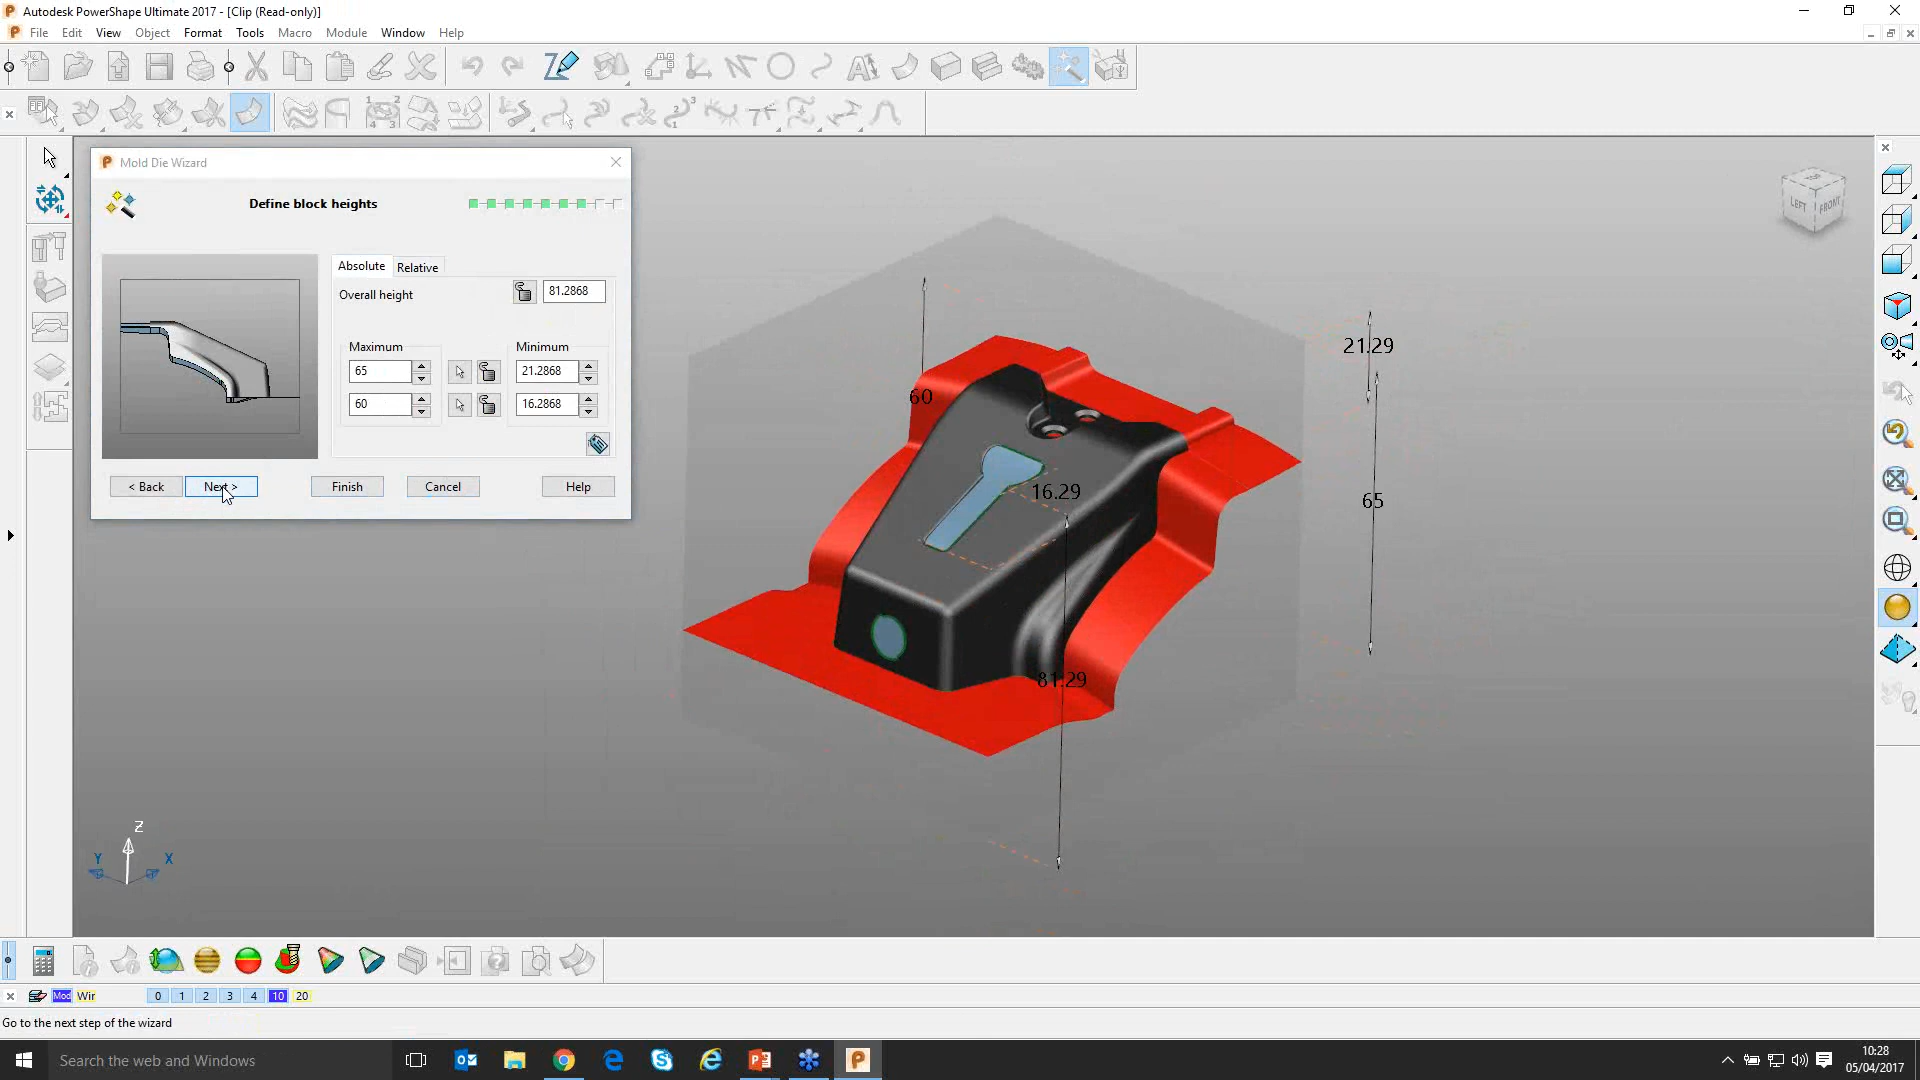 Autodesk PowerShape Ultimate 2017 - [Clip (Read-only)]
File Edit View Object Format Tools Macro Module Window Help
Mold Die Wizard
Define block heights
Absolute Relative
Overall height 81.2868
Maximum Minimum
65 21.2868
60 16.2868
< Back Next > Finish Cancel Help
TOP
LEFT FRONT
21.29
60
16.29
65
81.29
Z
Y X
Mod Wir 0 1 2 3 4 10 20
Go to the next step of the wizard
Search the web and Windows
10:28
05/04/2017